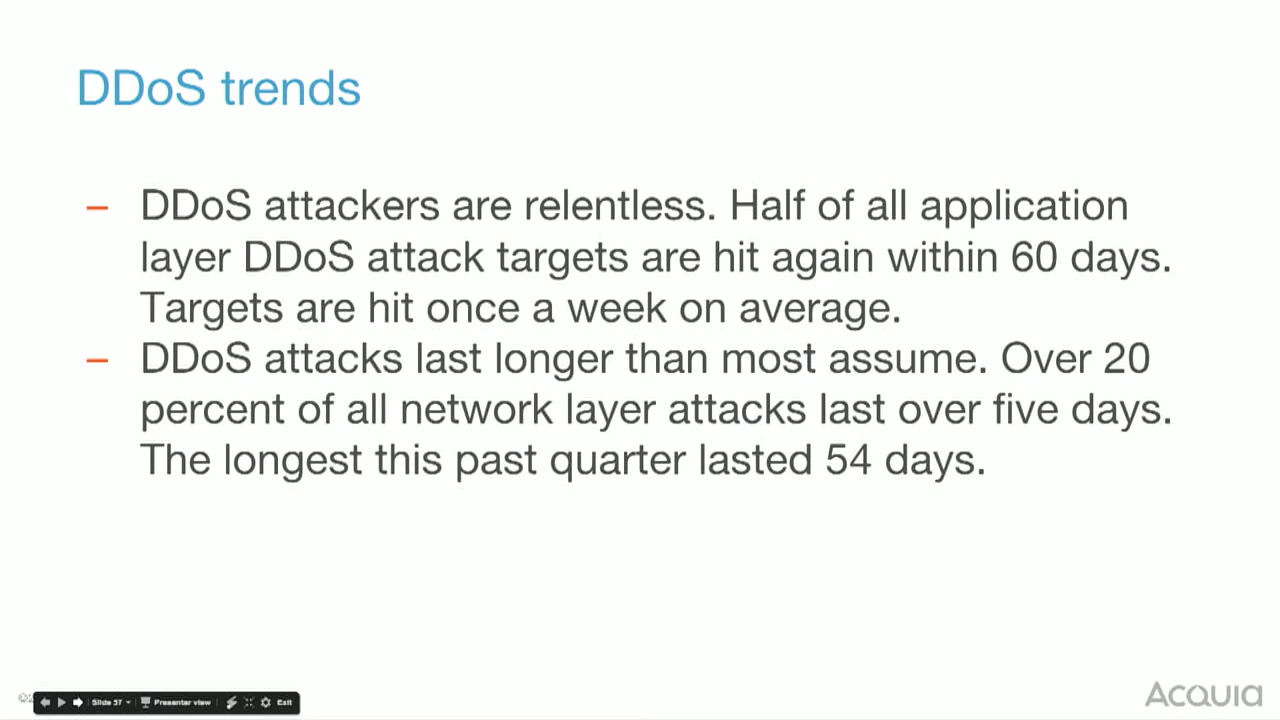 DDoS trends
– DDoS attackers are relentless. Half of all application
layer DDoS attack targets are hit again within 60 days.
Targets are hit once a week on average.
– DDoS attacks last longer than most assume. Over 20
percent of all network layer attacks last over five days.
The longest this past quarter lasted 54 days.
Slide 57 Presenter view Exit
Acquia